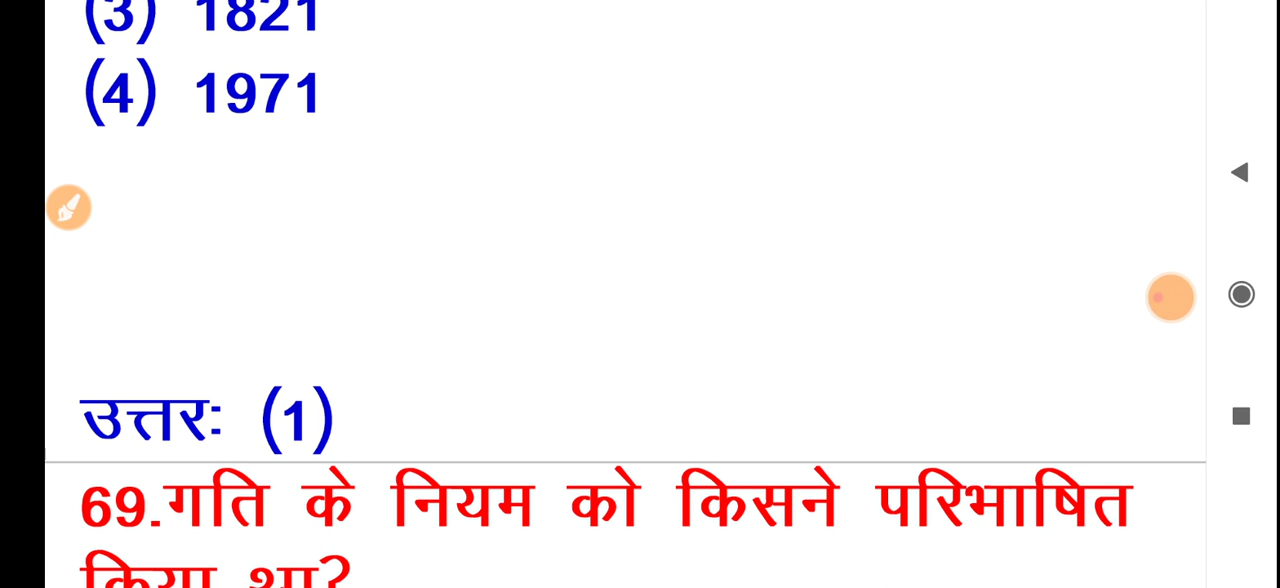 (3) 1821
(4) 1971
उत्तरः (1)
69.गति के नियम को किसने परिभाषित
किया था?